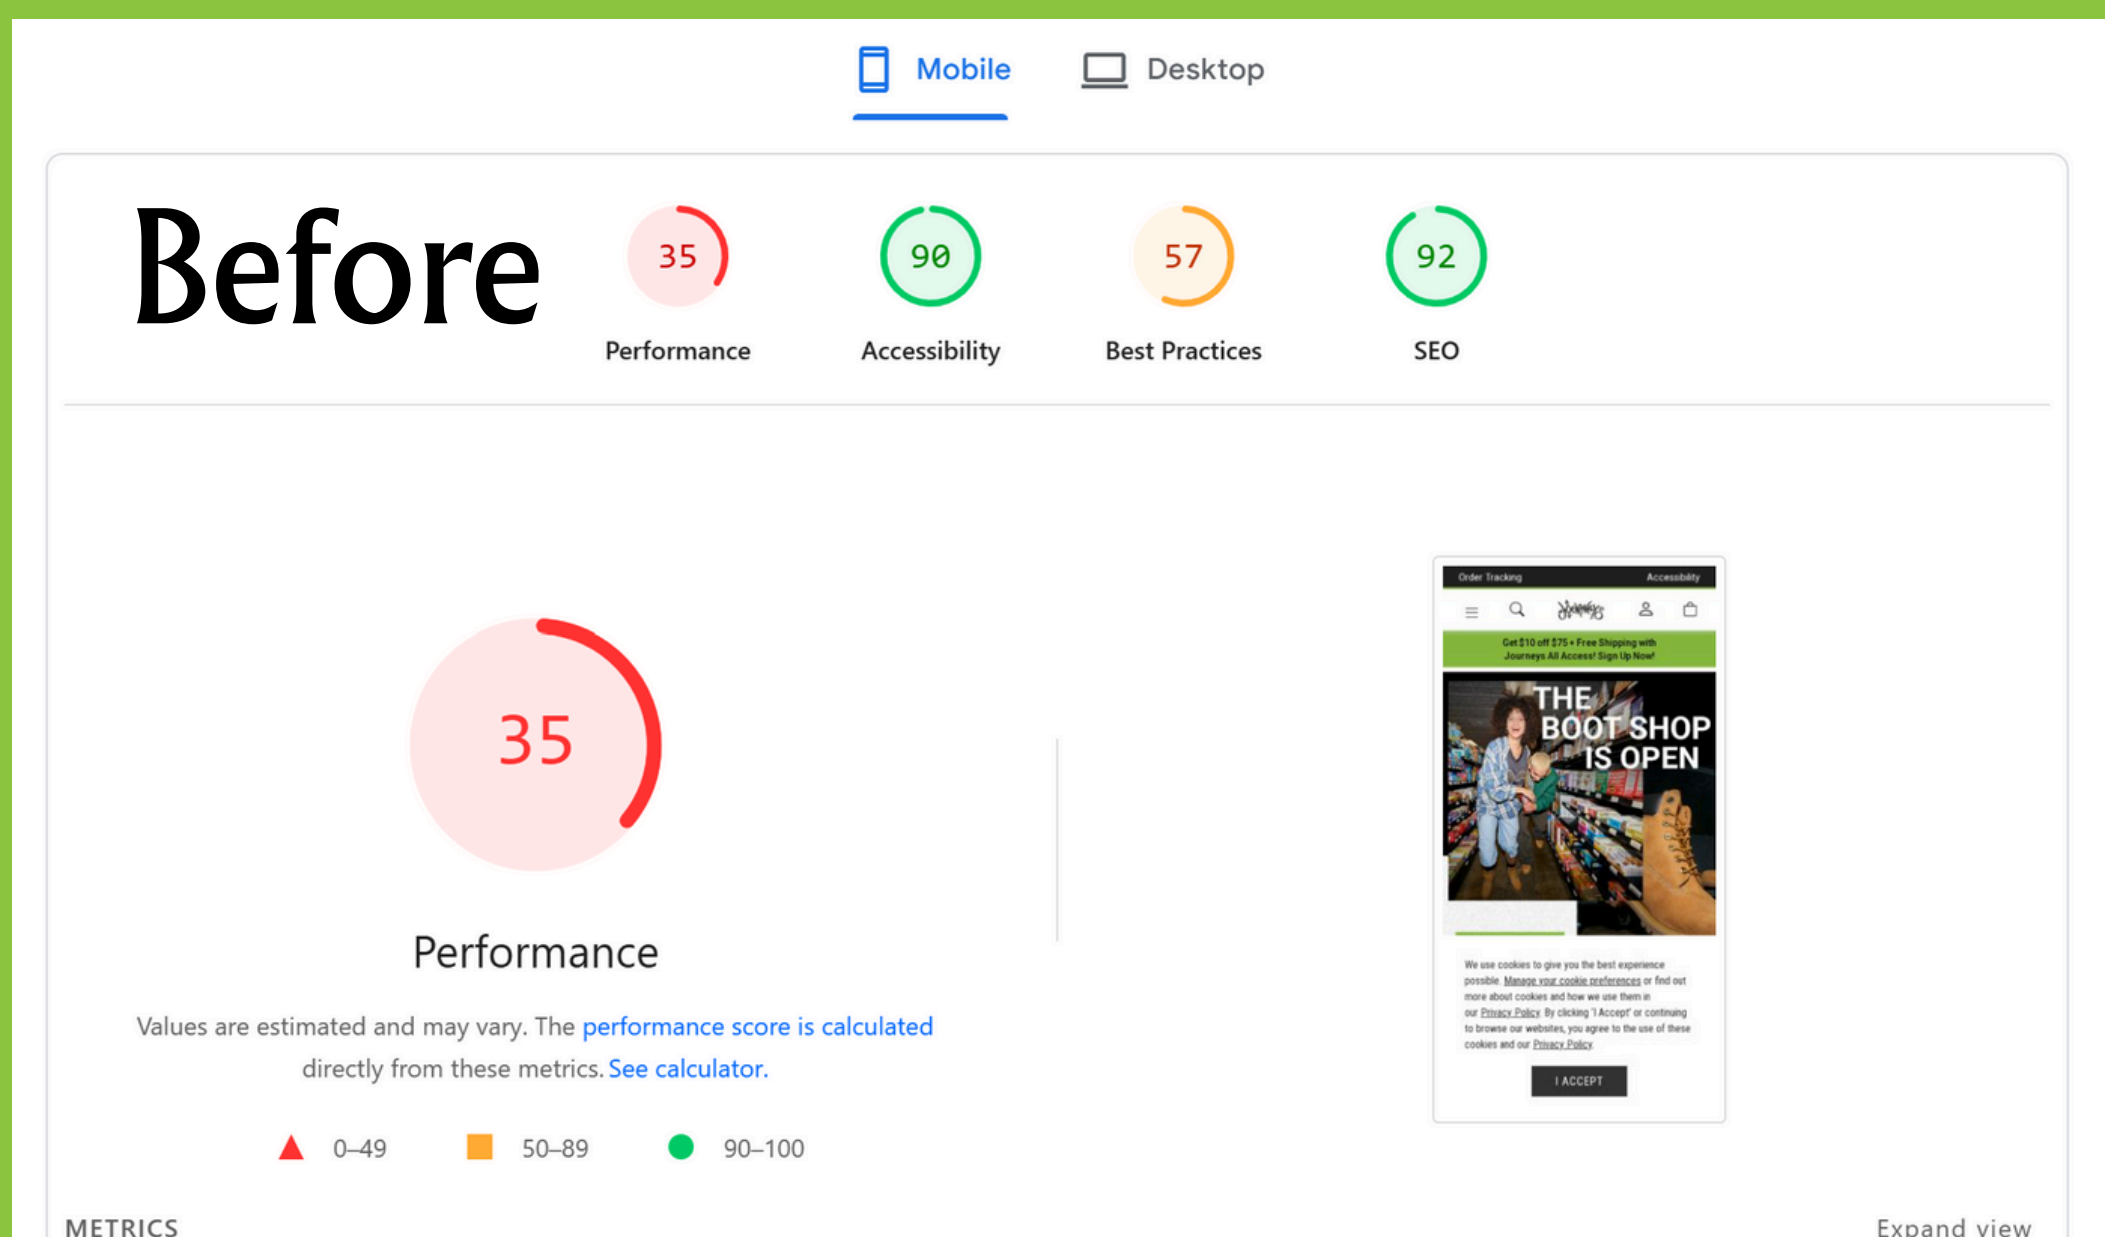 Mobile
Desktop
Before
35
90
57
92
Performance
Accessibility
Best Practices
SEO
35
Performance
Values are estimated and may vary. The performance score is calculated
directly from these metrics. See calculator.
0–49
50–89
90–100
Order Tracking
Accessibility
Journeys
Get $10 off $75 + Free Shipping with
Journeys All Access! Sign Up Now!
THE
BOOT SHOP
IS OPEN
We use cookies to give you the best experience
possible. Manage your cookie preferences or find out
more about cookies and how we use them in
our Privacy Policy. By clicking 'I Accept' or continuing
to browse our websites, you agree to the use of these
cookies and our Privacy Policy.
I ACCEPT
METRICS
Expand view